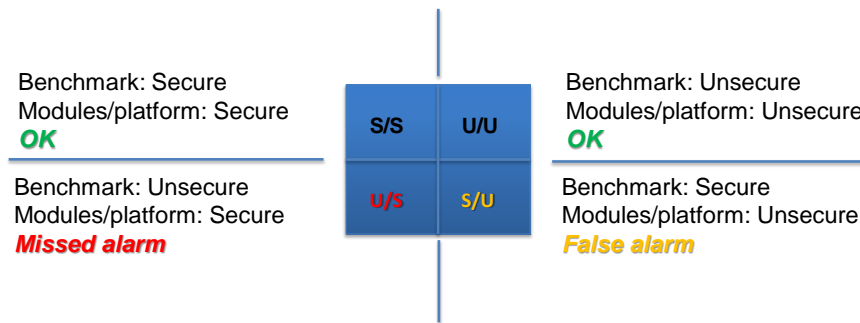 Benchmark: Secure
Modules/platform: Secure
OK
S/S
U/U
Benchmark: Unsecure
Modules/platform: Unsecure
OK
Benchmark: Unsecure
Modules/platform: Secure
Missed alarm
U/S
S/U
Benchmark: Secure
Modules/platform: Unsecure
False alarm